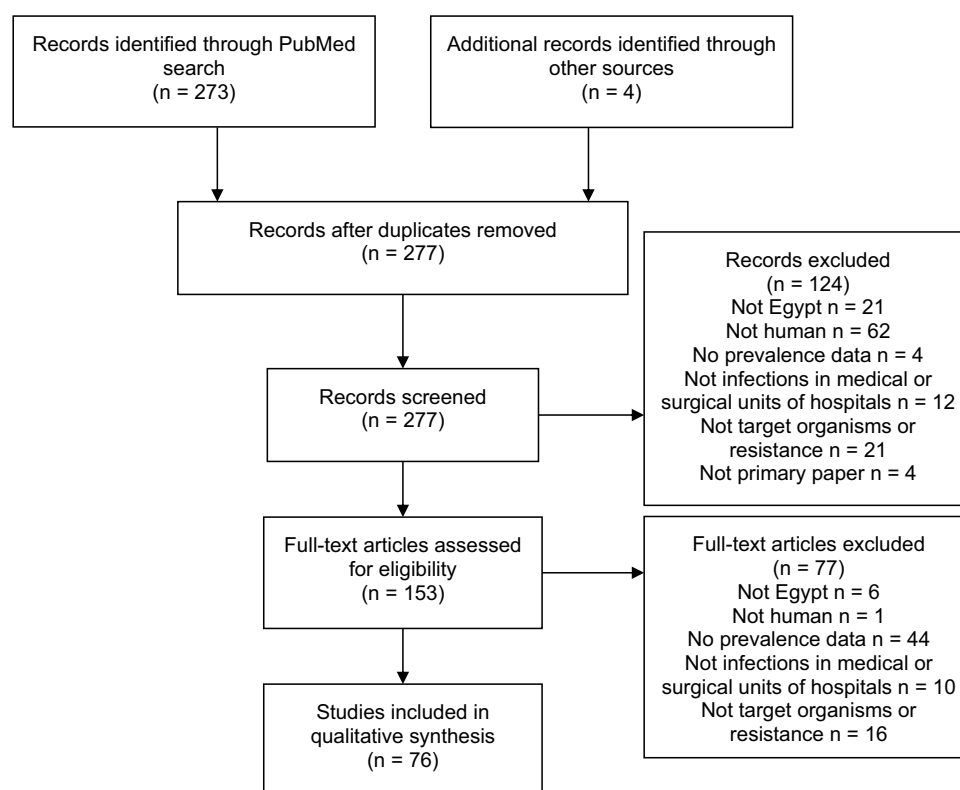 Records identified through PubMed
search
(n = 273)
Additional records identified through
other sources
(n = 4)
Records after duplicates removed
(n = 277)
Records screened
(n = 277)
Records excluded
(n = 124)
Not Egypt n = 21
Not human n = 62
No prevalence data n = 4
Not infections in medical or
surgical units of hospitals n = 12
Not target organisms or
resistance n = 21
Not primary paper n = 4
Full-text articles assessed
for eligibility
(n = 153)
Full-text articles excluded
(n = 77)
Not Egypt n = 6
Not human n = 1
No prevalence data n = 44
Not infections in medical or
surgical units of hospitals n = 10
Not target organisms or
resistance n = 16
Studies included in
qualitative synthesis
(n = 76)